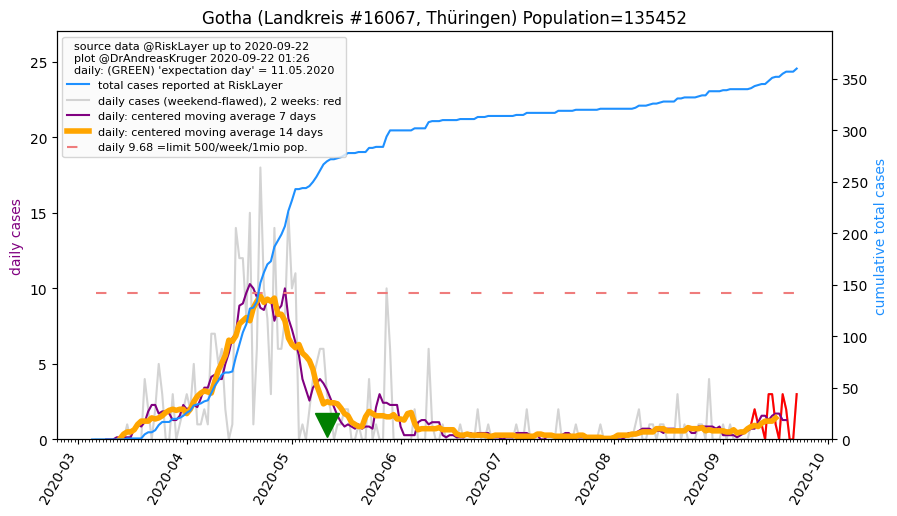 Gotha (Landkreis #16067, Thüringen) Population=135452
source data @RiskLayer up to 2020-09-22
plot @DrAndreasKruger 2020-09-22 01:26
daily: (GREEN) 'expectation day' = 11.05.2020
total cases reported at RiskLayer
daily cases (weekend-flawed), 2 weeks: red
daily: centered moving average 7 days
daily: centered moving average 14 days
daily 9.68 =limit 500/week/1mio pop.
daily cases
25
20
15
10
5
0
cumulative total cases
350
300
250
200
150
100
50
0
2020-03
2020-04
2020-05
2020-06
2020-07
2020-08
2020-09
2020-10